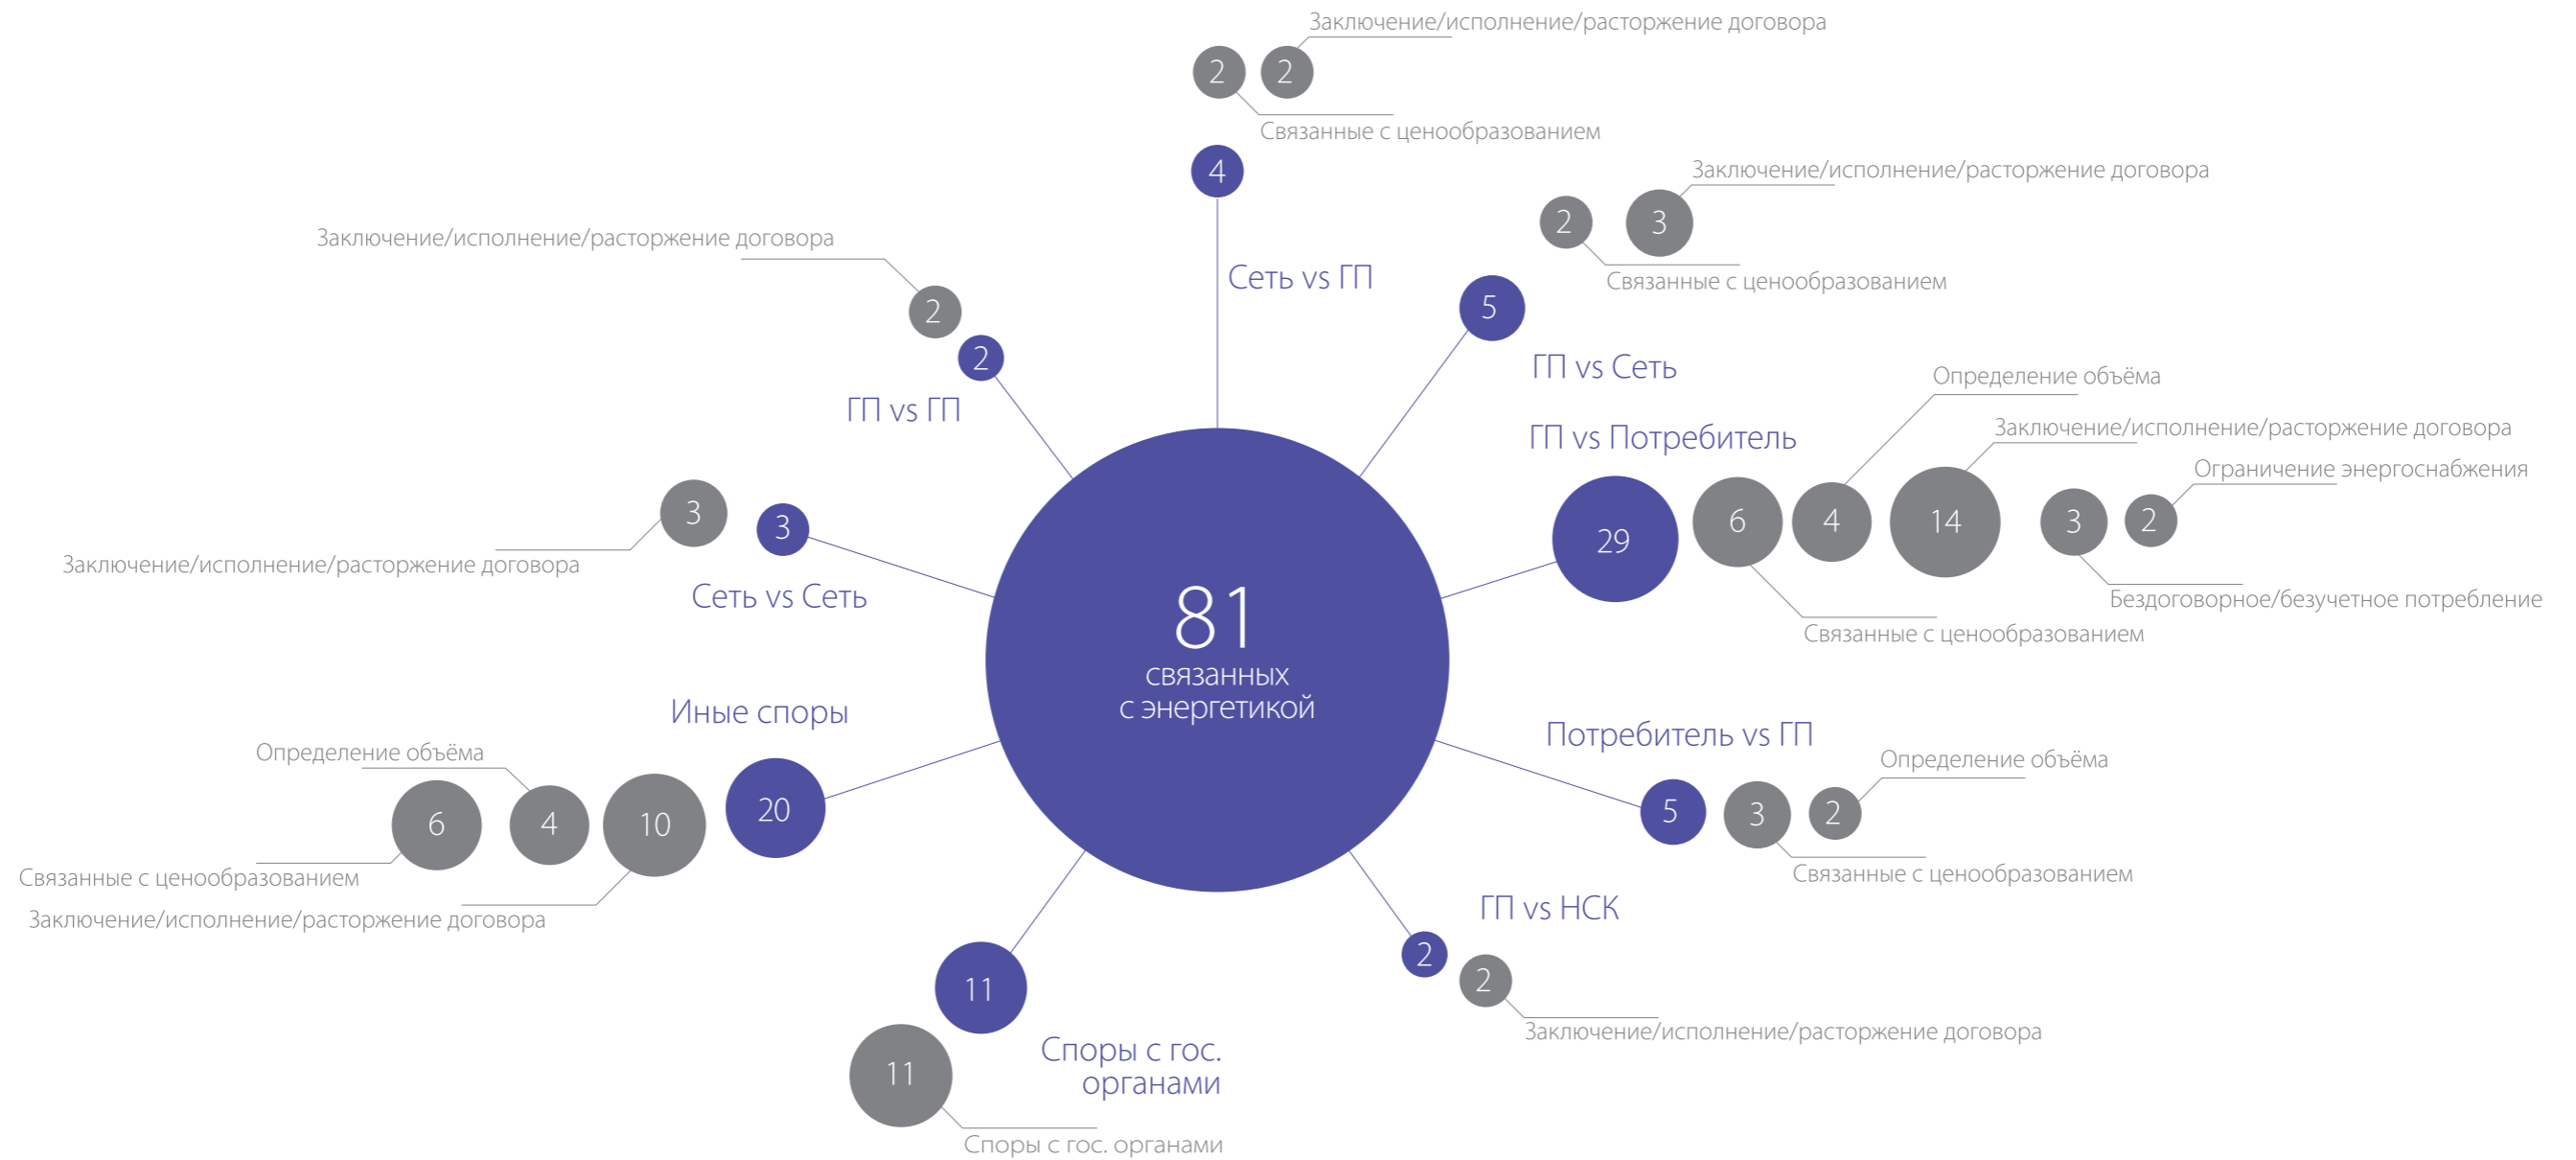 Заключение/исполнение/расторжение договора
2
2
Связанные с ценообразованием
4
Сеть vs ГП
Заключение/исполнение/расторжение договора
2
3
Связанные с ценообразованием
5
ГП vs Сеть
Заключение/исполнение/расторжение договора
2
2
ГП vs ГП
Определение объёма
ГП vs Потребитель
Заключение/исполнение/расторжение договора
Ограничение энергоснабжения
29
6
4
14
3
2
Бездоговорное/безучетное потребление
Связанные с ценообразованием
3
3
Заключение/исполнение/расторжение договора
Сеть vs Сеть
81
связанных
с энергетикой
Иные споры
Определение объёма
6
4
10
20
Связанные с ценообразованием
Заключение/исполнение/расторжение договора
Потребитель vs ГП
Определение объёма
5
3
2
Связанные с ценообразованием
ГП vs НСК
2
2
Заключение/исполнение/расторжение договора
11
Споры с гос.
органами
11
Споры с гос. органами